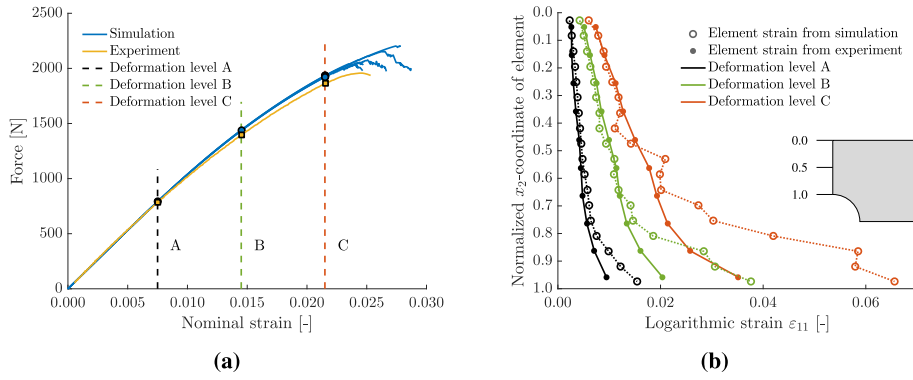 Simulation
Experiment
Deformation level A
Deformation level B
Deformation level C
A
B
C
2500
2000
1500
1000
500
0
Force [N]
0.000
0.005
0.010
0.015
0.020
0.025
0.030
Nominal strain [-]
(a)
Element strain from simulation
Element strain from experiment
Deformation level A
Deformation level B
Deformation level C
0.0
0.5
1.0
0.0
0.1
0.2
0.3
0.4
0.5
0.6
0.7
0.8
0.9
1.0
Normalized x₂-coordinate of element
0.00
0.02
0.04
0.06
Logarithmic strain ε₁₁ [-]
(b)